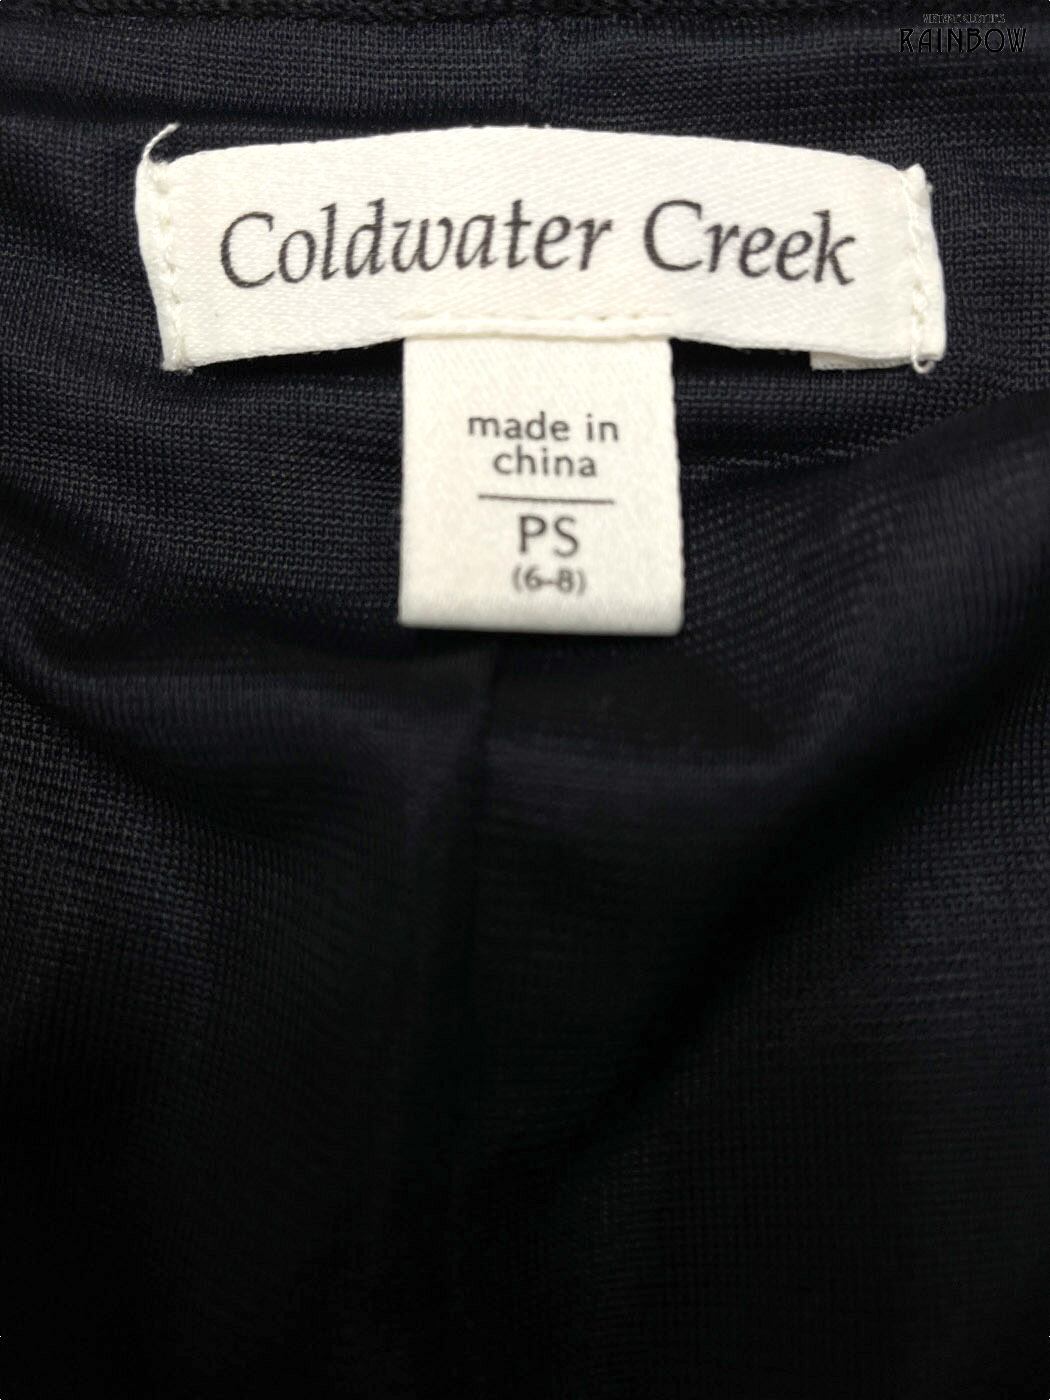 RAINBOW
Coldwater Creek
made in
china
PS
(6-8)